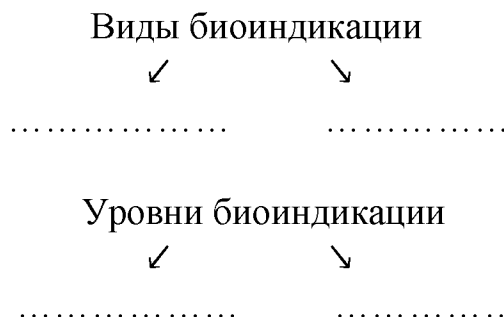 Виды биоиндикации
↙ ↘
……………… ……………
Уровни биоиндикации
↙ ↘
……………… ……………